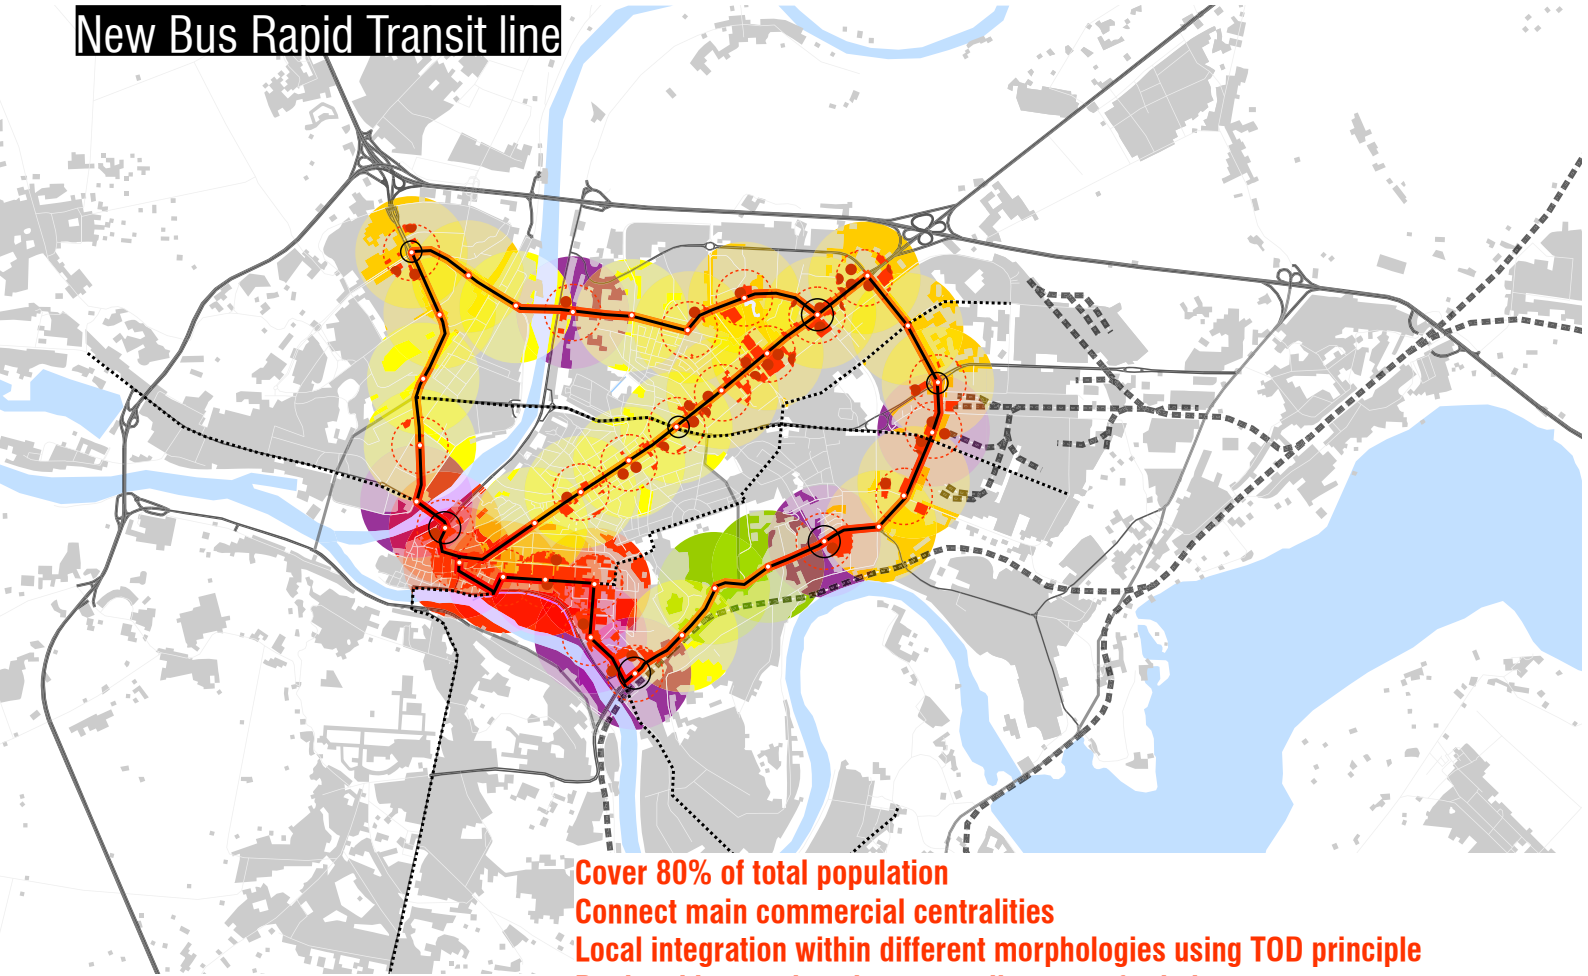 New Bus Rapid Transit line
Cover 80% of total population
Connect main commercial centralities
Local integration within different morphologies using TOD principle